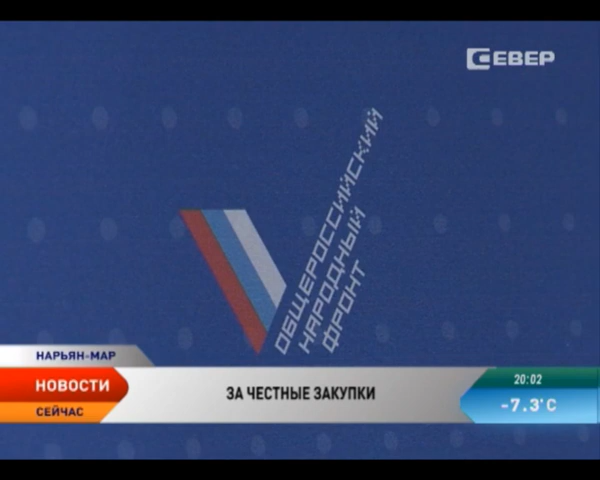 СЕВЕР
ОБЩЕРОССИЙСКИЙ
НАРОДНЫЙ
ФРОНТ
НАРЬЯН-МАР
НОВОСТИ
СЕЙЧАС
ЗА ЧЕСТНЫЕ ЗАКУПКИ
20:02
-7.3°C